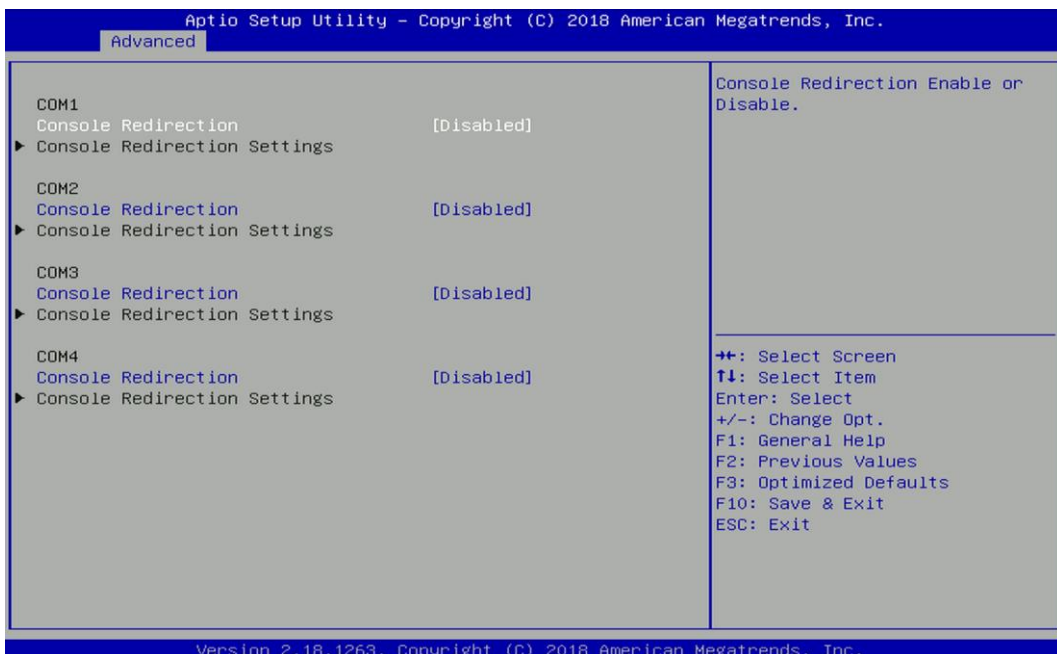 Aptio Setup Utility – Copyright (C) 2018 American Megatrends, Inc.
Advanced
COM1
Console Redirection [Disabled]
▶ Console Redirection Settings
COM2
Console Redirection [Disabled]
▶ Console Redirection Settings
COM3
Console Redirection [Disabled]
▶ Console Redirection Settings
COM4
Console Redirection [Disabled]
▶ Console Redirection Settings
Console Redirection Enable or
Disable.
→←: Select Screen
↑↓: Select Item
Enter: Select
+/-: Change Opt.
F1: General Help
F2: Previous Values
F3: Optimized Defaults
F10: Save & Exit
ESC: Exit
Version 2.18.1263. Copyright (C) 2018 American Megatrends, Inc.